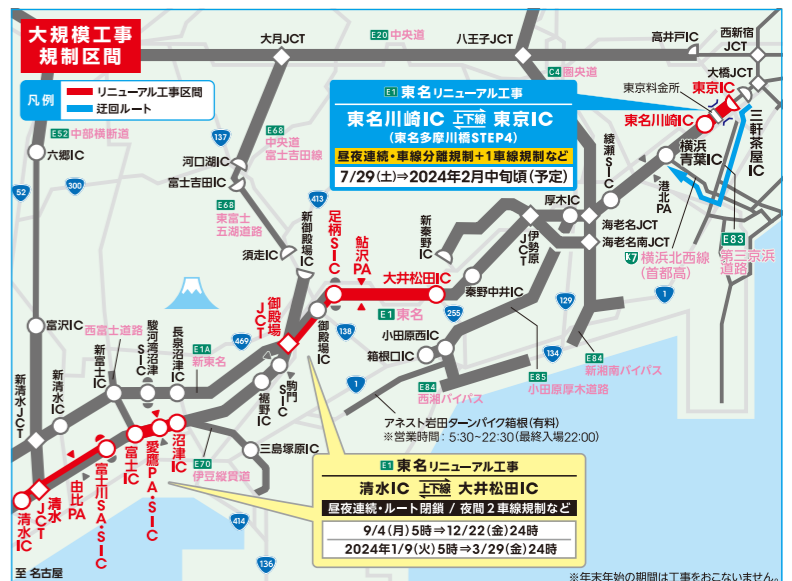 大規模工事
規制区間
凡例
リニューアル工事区間
迂回ルート
E20 中央道
大月JCT
八王子JCT
高井戸IC
西新宿
JCT
大橋JCT
東京料金所
東京IC
東名川崎IC
三軒茶屋IC
C4 圏央道
E1 東名リニューアル工事
東名川崎IC 上下線 東京IC
(東名多摩川橋STEP4)
昼夜連続・車線分離規制+1車線規制など
7/29(土)⇒2024年2月中旬頃(予定)
E52 中部横断道
六郷IC
52
300
137
E68
中央道
富士吉田線
河口湖IC
富士吉田IC
E68
東富士
五湖道路
須走IC
413
新御殿場IC
足柄SIC
鮎沢PA
大井松田IC
新秦野IC
伊勢原JCT
厚木IC
綾瀬SIC
横浜
青葉IC
港北PA
海老名JCT
海老名南JCT
K7 横浜北西線
(首都高)
E83
第三京浜
道路
1
秦野中井IC
E1 東名
255
129
138
御殿場JCT
御殿場IC
469
小田原西IC
箱根口IC
134
E84
新湘南バイパス
E84
西湘バイパス
E85
小田原厚木道路
1
アネスト岩田ターンパイク箱根(有料)
※営業時間:5:30~22:30(最終入場22:00)
富沢IC
西富士道路
新富士IC
駿河湾沼津SIC
長泉沼津IC
E1A
新東名
駒門SIC
裾野IC
新清水JCT
新清水IC
三島塚原IC
E70
伊豆縦貫道
沼津IC
愛鷹PA・SIC
富士IC
富士川SA・SIC
由比PA
清水JCT
清水IC
414
136
至 名古屋
E1 東名リニューアル工事
清水IC 上下線 大井松田IC
昼夜連続・ルート閉鎖 / 夜間2車線規制など
9/4(月)5時⇒12/22(金)24時
2024年1/9(火)5時⇒3/29(金)24時
※年末年始の期間は工事をおこないません。